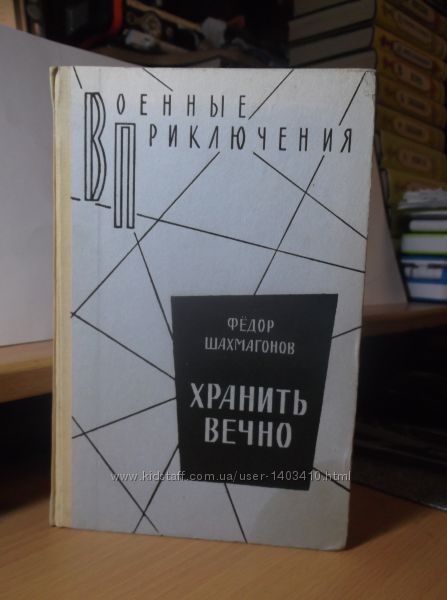 ВОЕННЫЕ
ПРИКЛЮЧЕНИЯ
ФЁДОР
ШАХМАГОНОВ
ХРАНИТЬ
ВЕЧНО
www.kidstaff.com.ua/user-1403410.html